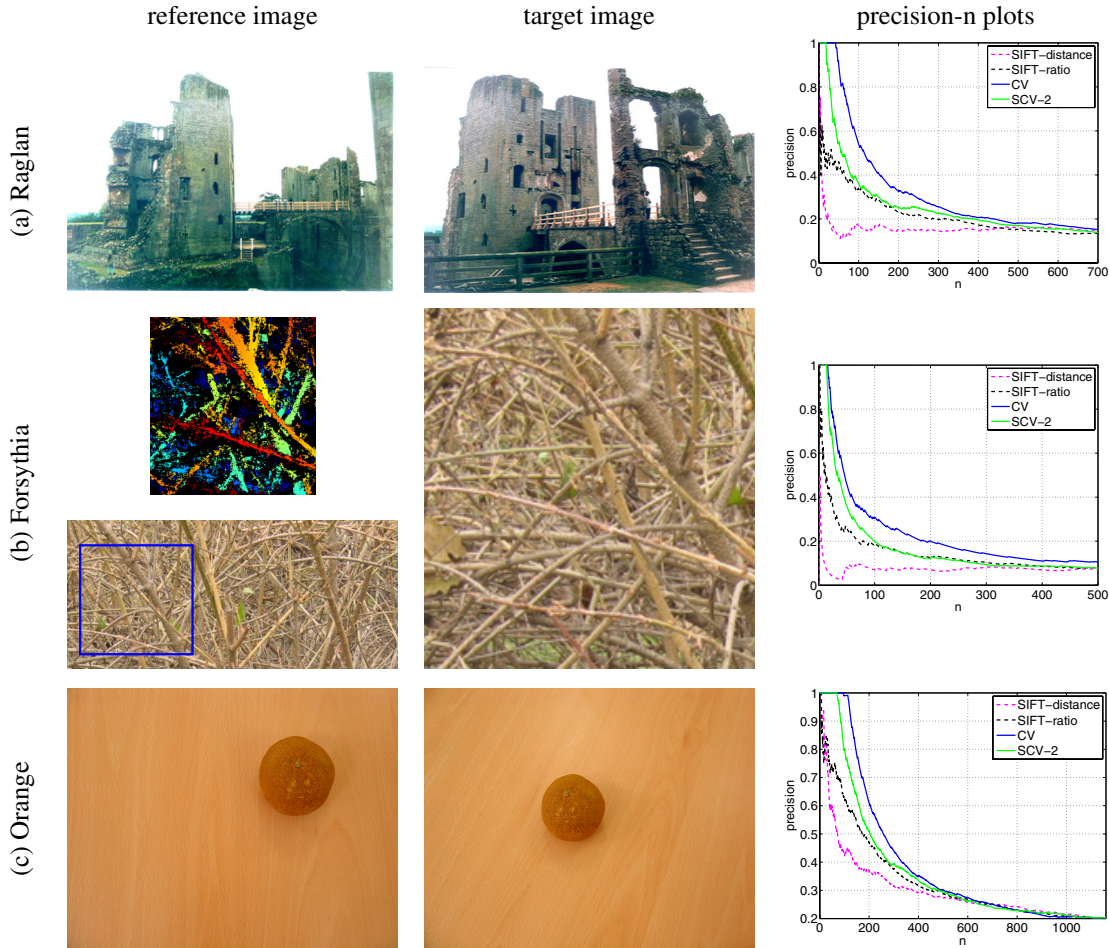 reference image
target image
precision-n plots
(a) Raglan
1
0.8
0.6
0.4
0.2
0
precision
0 100 200 300 400 500 600 700
n
SIFT-distance
SIFT-ratio
CV
SCV-2
(b) Forsythia
1
0.8
0.6
0.4
0.2
0
precision
0 100 200 300 400 500
n
SIFT-distance
SIFT-ratio
CV
SCV-2
(c) Orange
1
0.9
0.8
0.7
0.6
0.5
0.4
0.3
0.2
precision
0 200 400 600 800 1000
n
SIFT-distance
SIFT-ratio
CV
SCV-2